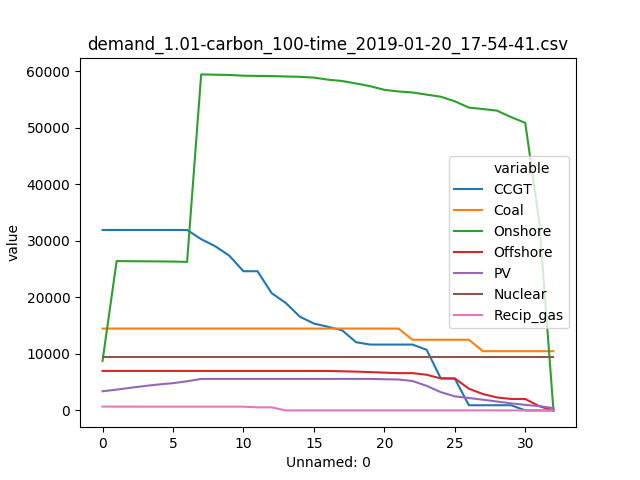 demand_1.01-carbon_100-time_2019-01-20_17-54-41.csv
60000
50000
40000
30000
20000
10000
0
value
variable
CCGT
Coal
Onshore
Offshore
PV
Nuclear
Recip_gas
0 5 10 15 20 25 30
Unnamed: 0